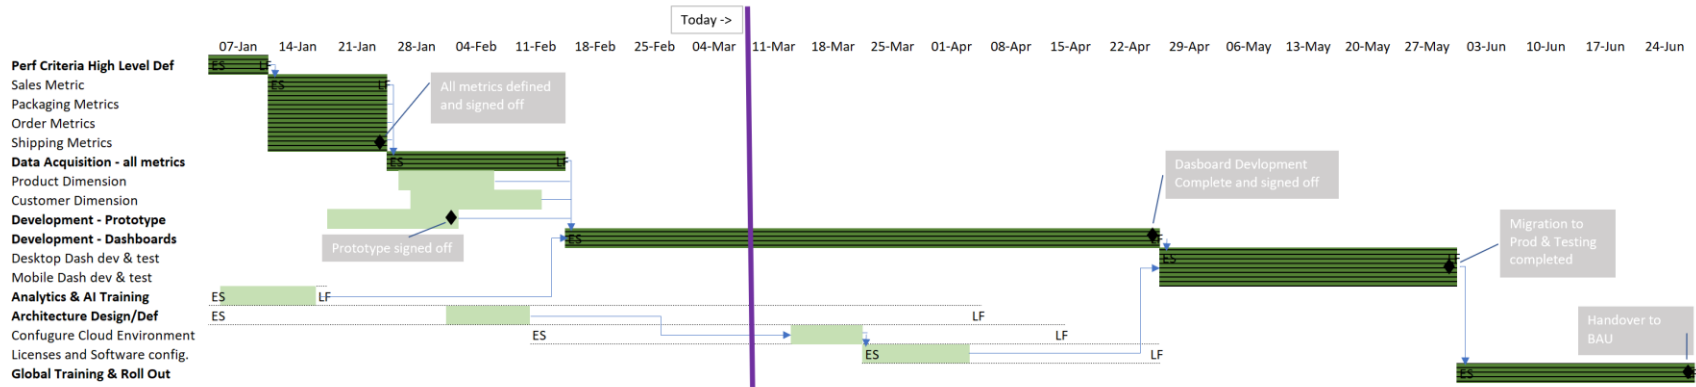 Today ->
07-Jan 14-Jan 21-Jan 28-Jan 04-Feb 11-Feb 18-Feb 25-Feb 04-Mar 11-Mar 18-Mar 25-Mar 01-Apr 08-Apr 15-Apr 22-Apr 29-Apr 06-May 13-May 20-May 27-May 03-Jun 10-Jun 17-Jun 24-Jun
Perf Criteria High Level Def ES LF
Sales Metric ES LF
All metrics defined
and signed off
Packaging Metrics
Order Metrics
Shipping Metrics
Data Acquisition - all metrics ES LF
Dasboard Devlopment
Complete and signed off
Product Dimension
Customer Dimension
Development - Prototype
Prototype signed off
Migration to
Prod & Testing
completed
Development - Dashboards ES LF
Desktop Dash dev & test ES LF
Mobile Dash dev & test
Analytics & AI Training ES LF
Architecture Design/Def ES LF
Confugure Cloud Environment ES LF
Handover to
BAU
Licenses and Software config. ES LF
Global Training & Roll Out ES